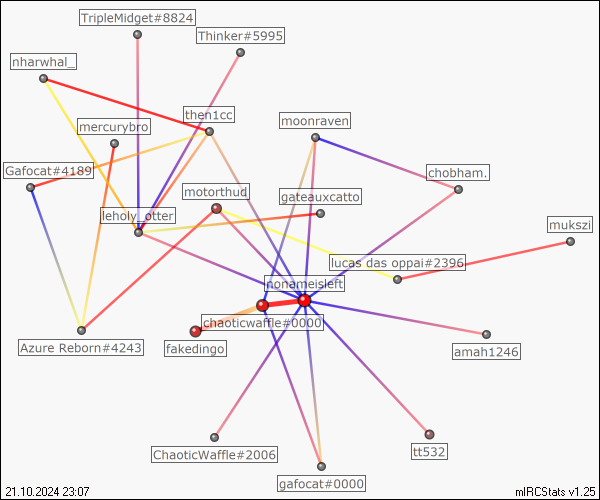 TripleMidget#8824
Thinker#5995
nharwhal_
then1cc
moonraven
mercurybro
Gafocat#4189
chobham.
motorthud
gateauxcatto
leholy_otter
mukszi
lucas das oppai#2396
nonameisleft
chaoticwaffle#0000
Azure Reborn#4243
fakedingo
amah1246
ChaoticWaffle#2006
tt532
gafocat#0000
21.10.2024 23:07
mIRCStats v1.25